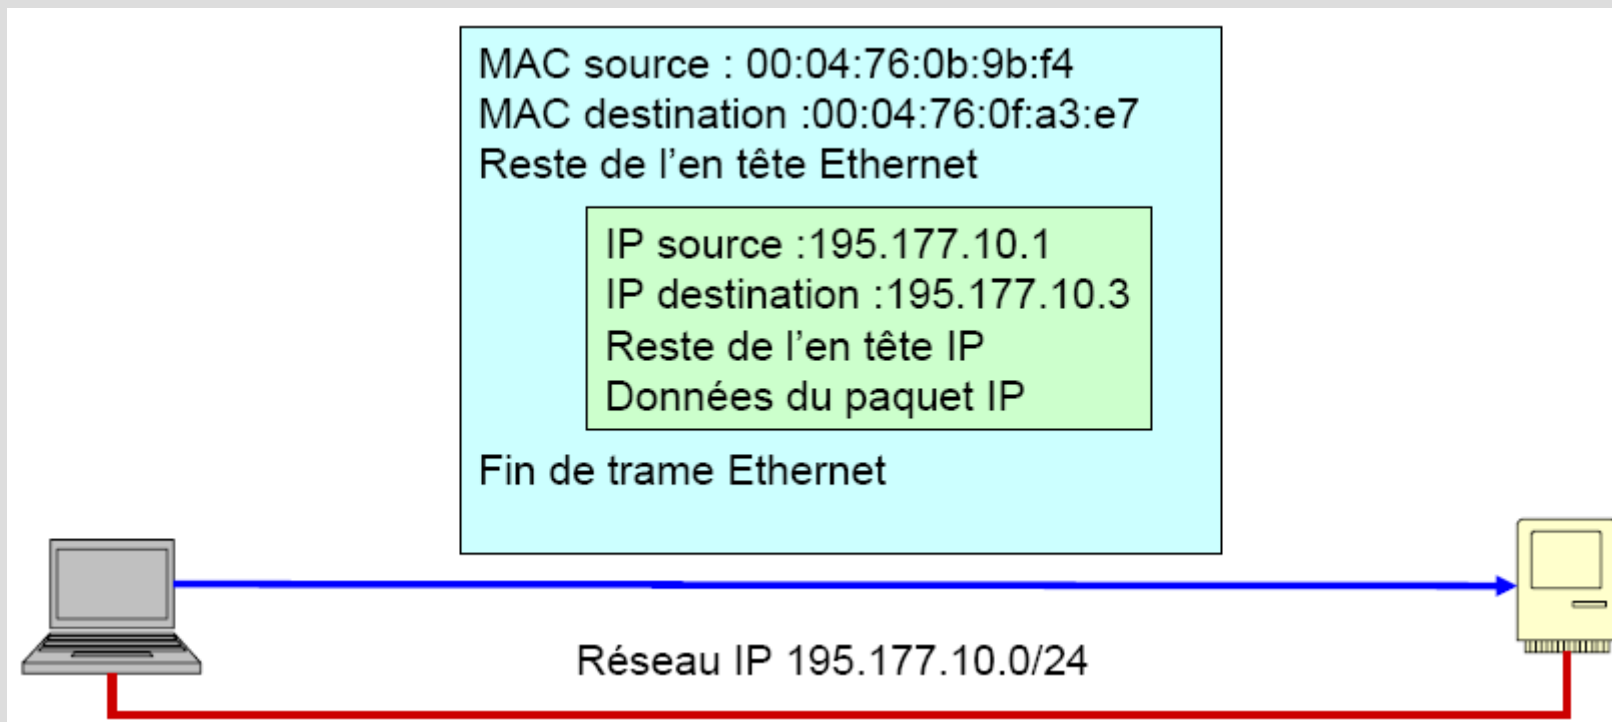 MAC source : 00:04:76:0b:9b:f4
MAC destination :00:04:76:0f:a3:e7
Reste de l’en tête Ethernet
IP source :195.177.10.1
IP destination :195.177.10.3
Reste de l’en tête IP
Données du paquet IP
Fin de trame Ethernet
Réseau IP 195.177.10.0/24